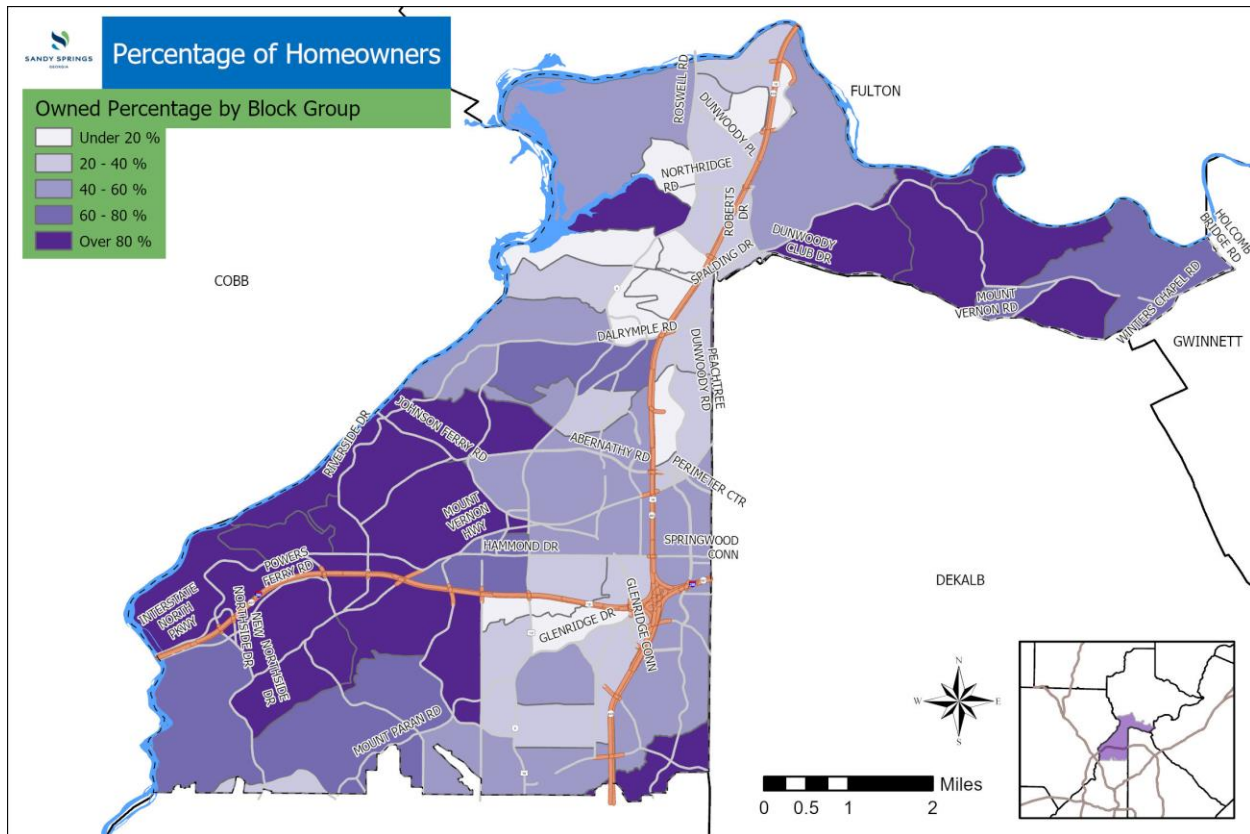 SANDY SPRINGS
GEORGIA
Percentage of Homeowners
Owned Percentage by Block Group
Under 20 %
20 - 40 %
40 - 60 %
60 - 80 %
Over 80 %
ROSWELL RD
DUNWOODY PL
FULTON
NORTHRIDGE
RD
ROBERTS
DR
SPALDING DR
DUNWOODY
CLUB DR
HOLCOMB
BRIDGE RD
COBB
MOUNT
VERNON RD
WINTERS CHAPEL RD
GWINNETT
DALRYMPLE RD
PEACHTREE
DUNWOODY RD
RIVERSIDE DR
JOHNSON FERRY RD
ABERNATHY RD
PERIMETER CTR
MOUNT
VERNON
HWY
HAMMOND DR
SPRINGWOOD
CONN
POWERS
FERRY RD
DEKALB
INTERSTATE
NORTH
PKWY
NORTHSIDE DR
NEW NORTHSIDE
DR
GLENRIDGE DR
GLENRIDGE CONN
MOUNT PARAN RD
N
W
E
S
Miles
0
0.5
1
2